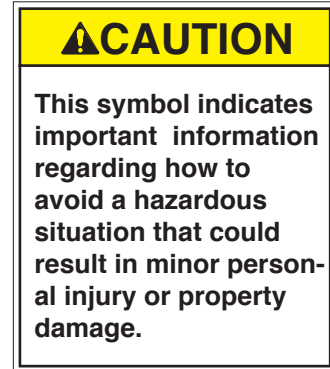 CAUTION
This symbol indicates
important information
regarding how to
avoid a hazardous
situation that could
result in minor person-
al injury or property
damage.